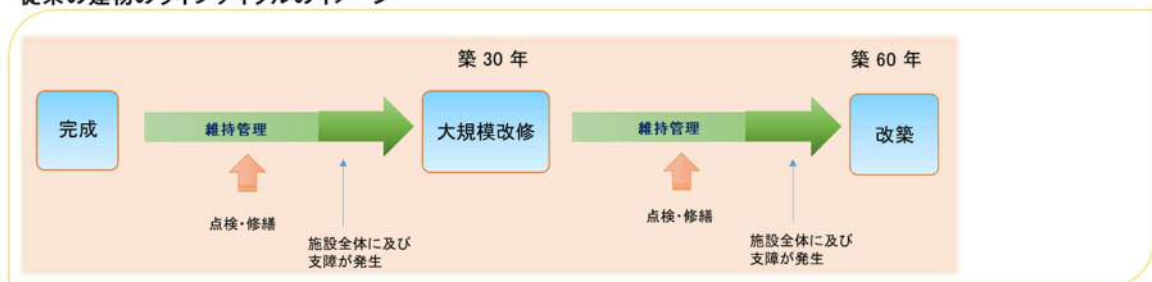 築 30 年
築 60 年
完成
維持管理
大規模改修
維持管理
改築
点検・修繕
施設全体に及び
支障が発生
点検・修繕
施設全体に及び
支障が発生